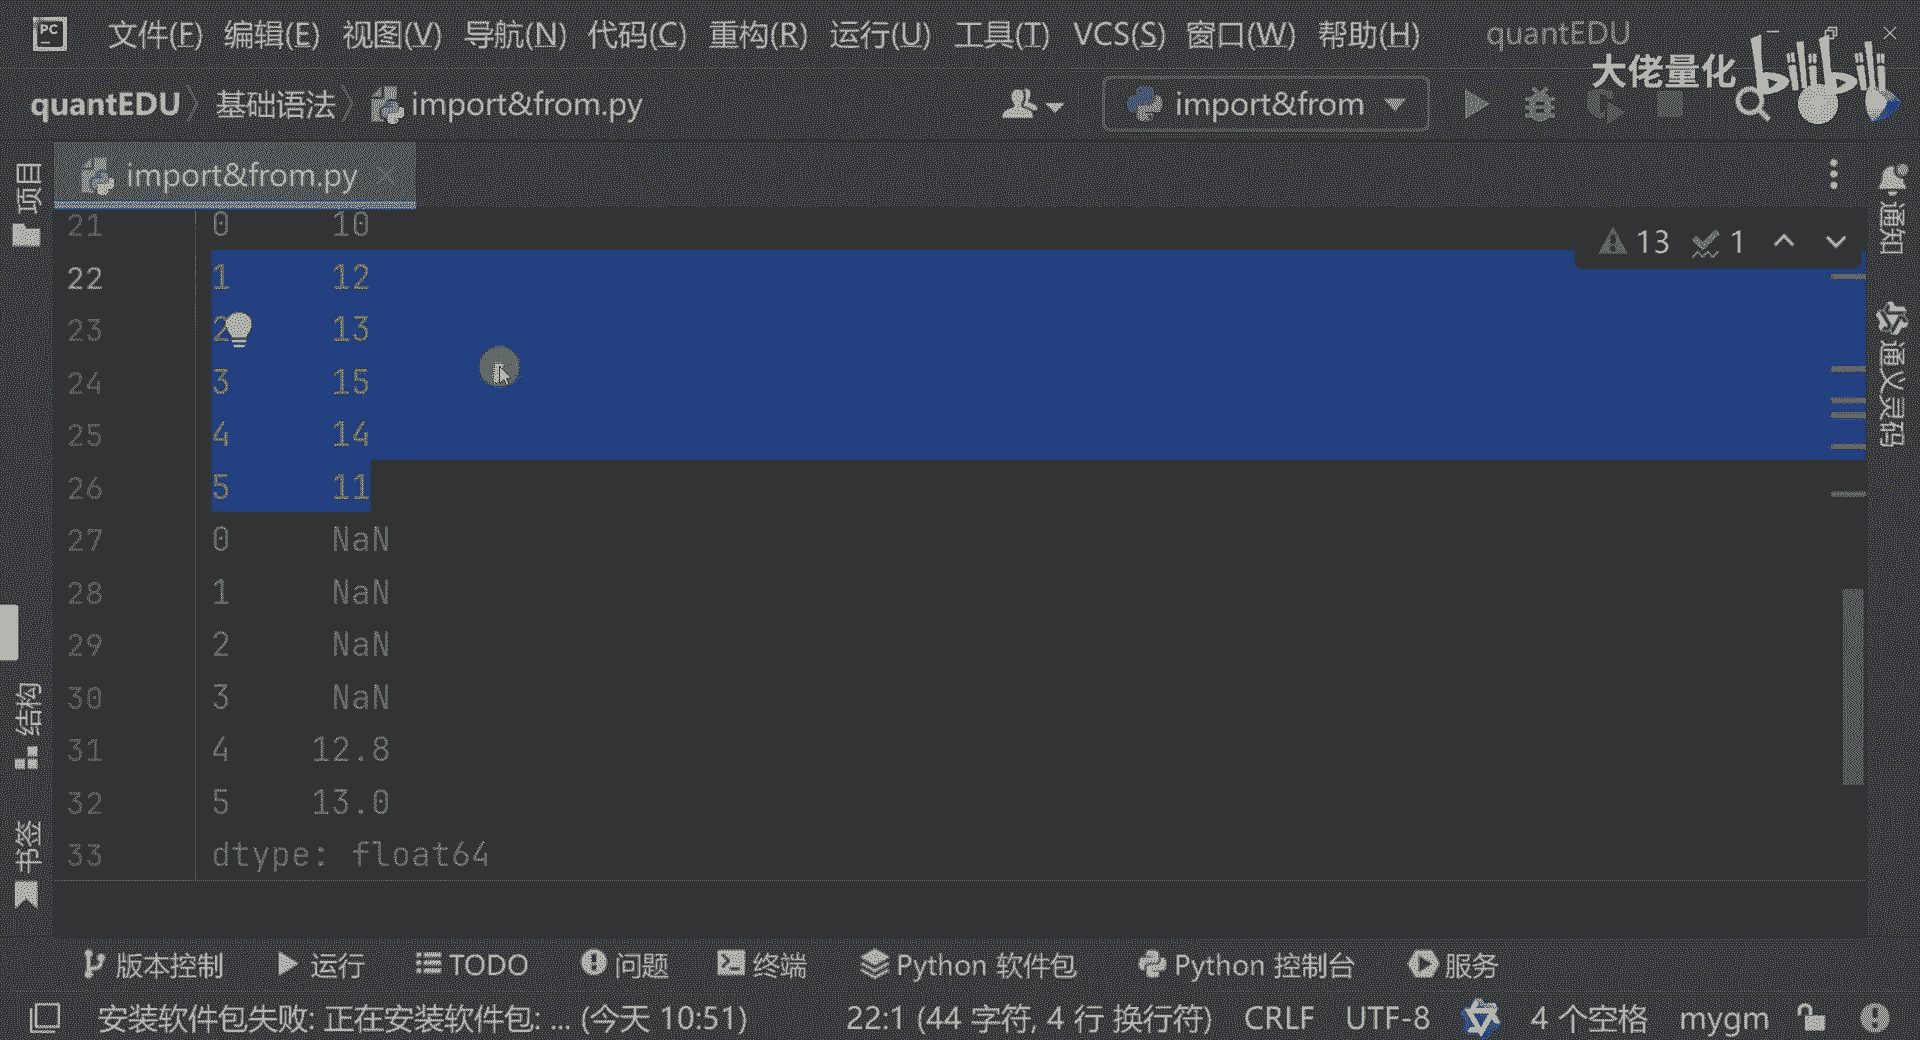 PC 文件(F) 编辑(E) 视图(V) 导航(N) 代码(C) 重构(R) 运行(U) 工具(T) VCS(S) 窗口(W) 帮助(H) quantEDU
大佬量化 bilibili
quantEDU 基础语法 import&from.py import&from
import&from.py
项目
通知
通义灵码
结构
书签
13 1
21 0 10
22 1 12
23 2 13
24 3 15
25 4 14
26 5 11
27 0 NaN
28 1 NaN
29 2 NaN
30 3 NaN
31 4 12.8
32 5 13.0
33 dtype: float64
版本控制 运行 TODO 问题 终端 Python 软件包 Python 控制台 服务
安装软件包失败: 正在安装软件包: ... (今天 10:51) 22:1 (44 字符, 4 行 换行符) CRLF UTF-8 4 个空格 mygm